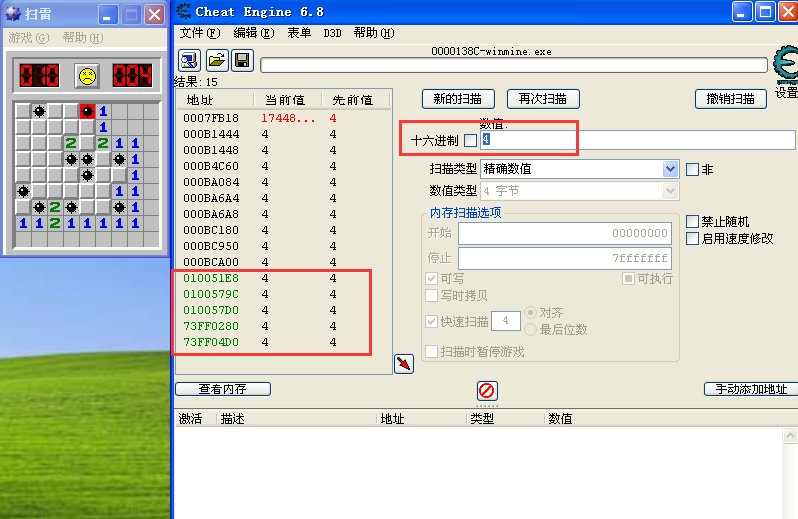 扫雷
游戏(G) 帮助(H)
010 004
1
1
2 2 1 1
1
1
1
2 1
1 1 2 1 1 1 1 1
Cheat Engine 6.8
文件(F) 编辑(E) 表单 D3D 帮助(H)
0000138C-winmine.exe
设置
结果: 15
地址 当前值 先前值
0007FB18 17448... 4
000B1444 4 4
000B1448 4 4
000B4C60 4 4
000BA084 4 4
000BA6A4 4 4
000BA6A8 4 4
000BC180 4 4
000BC950 4 4
000BCA00 4 4
010051E8 4 4
0100579C 4 4
010057D0 4 4
73FF0280 4 4
73FF04D0 4 4
新的扫描 再次扫描 撤销扫描
数值:
十六进制 4
扫描类型 精确数值 非
数值类型 4 字节
内存扫描选项
开始 00000000
停止 7fffffff
可写 可执行
写时拷贝
快速扫描 4 对齐
最后位数
扫描时暂停游戏
禁止随机
启用速度修改
查看内存 手动添加地址
激活 描述 地址 类型 数值